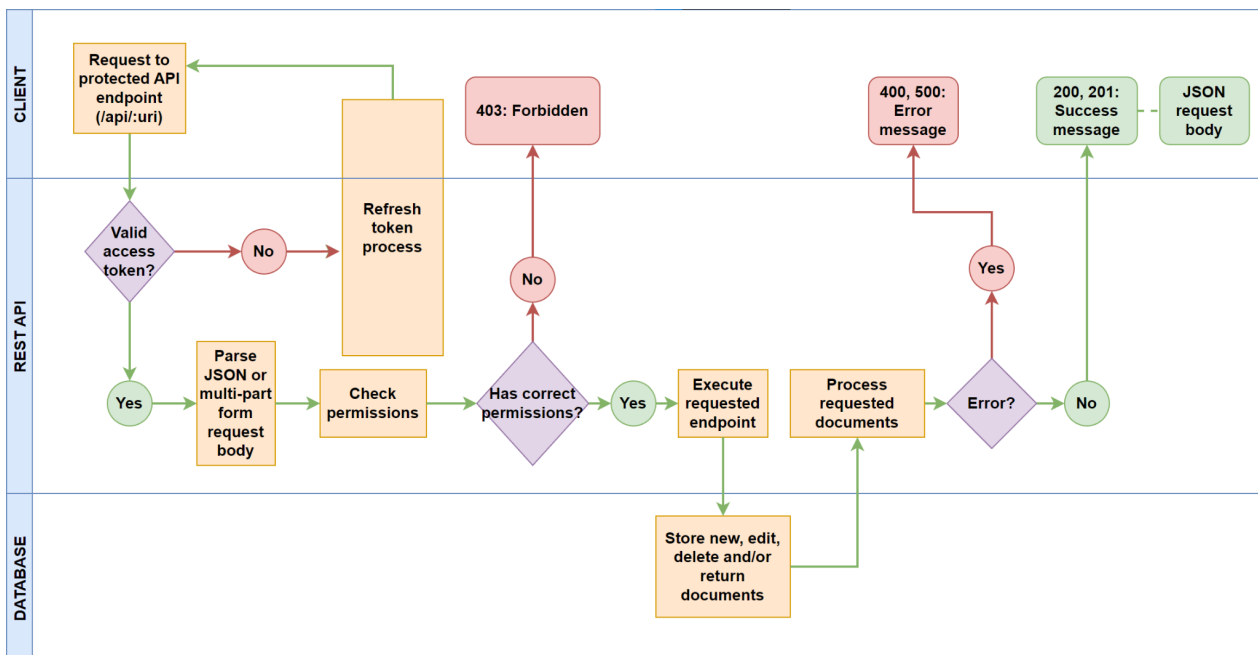 CLIENT
Request to
protected API
endpoint
(/api/:uri)
403: Forbidden
400, 500:
Error
message
200, 201:
Success
message
JSON
request
body
REST API
Valid
access
token?
No
Refresh
token
process
No
Yes
Yes
Parse
JSON or
multi-part
form
request
body
Check
permissions
Has correct
permissions?
Yes
Execute
requested
endpoint
Process
requested
documents
Error?
No
DATABASE
Store new, edit,
delete and/or
return
documents